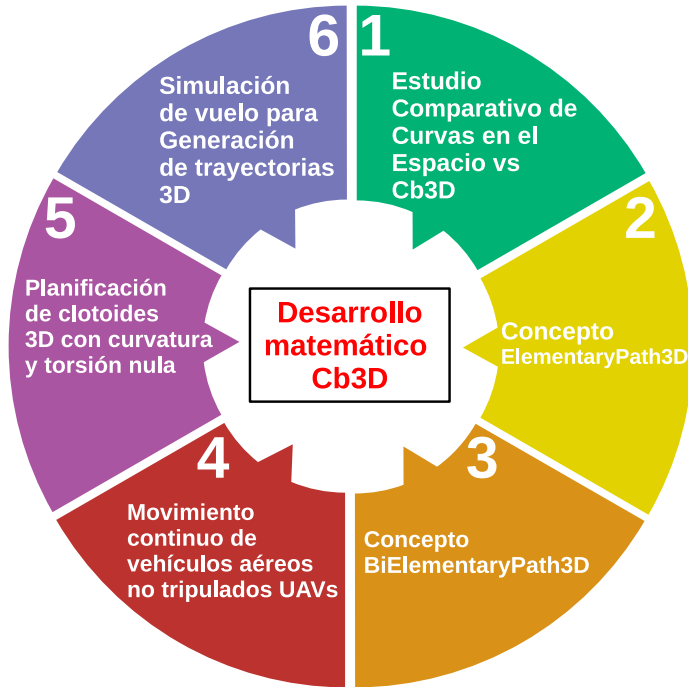 1
Estudio
Comparativo de
Curvas en el
Espacio vs
Cb3D
2
Concepto
ElementaryPath3D
3
Concepto
BiElementaryPath3D
4
Movimiento
continuo de
vehículos aéreos
no tripulados UAVs
5
Planificación
de clotoides
3D con curvatura
y torsión nula
6
Simulación
de vuelo para
Generación
de trayectorias
3D
Desarrollo
matemático
Cb3D